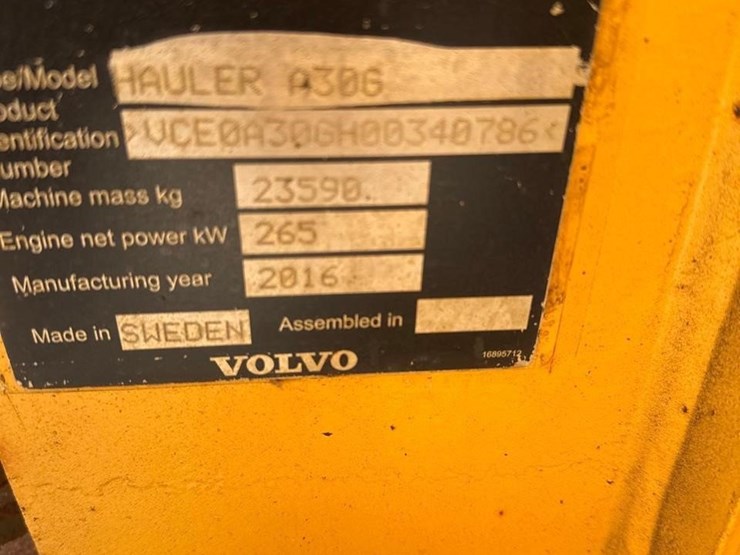 e/Model HAULER A30G
oduct
entification >VCE0A30GH00340786<
umber
Machine mass kg 23590.
Engine net power kW 265
Manufacturing year 2016
Made in SWEDEN Assembled in
VOLVO 16895712